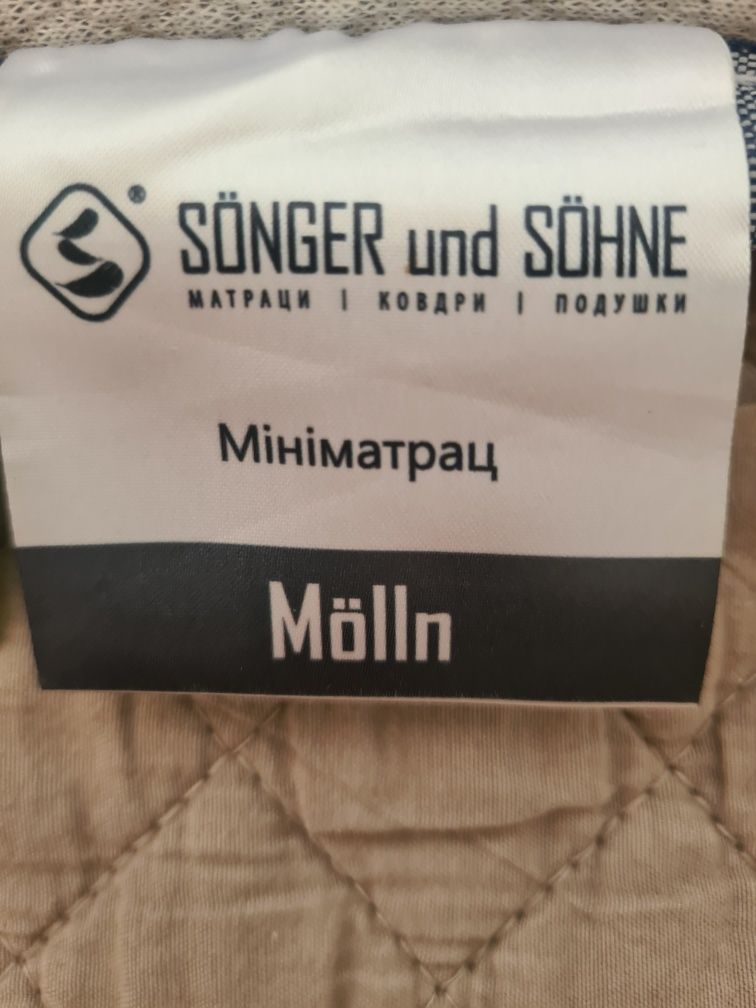 ®
SÖNGER und SÖHNE
МАТРАЦИ | КОВДРИ | ПОДУШКИ
Мініматрац
Mölln